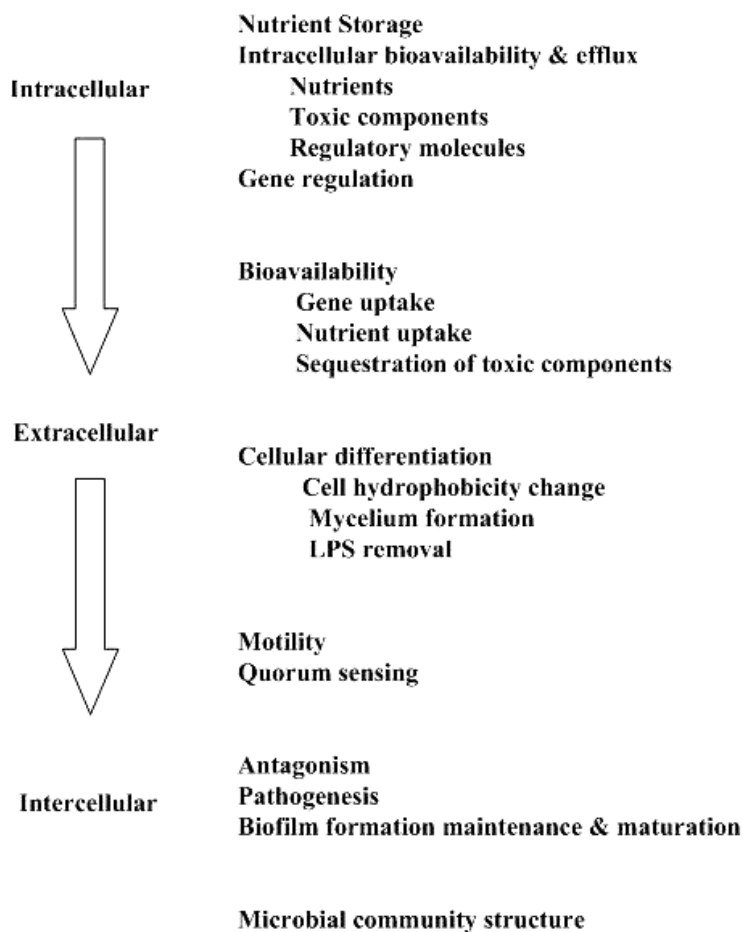 Nutrient Storage
Intracellular bioavailability & efflux
Intracellular
Nutrients
Toxic components
Regulatory molecules
Gene regulation
Bioavailability
Gene uptake
Nutrient uptake
Sequestration of toxic components
Extracellular
Cellular differentiation
Cell hydrophobicity change
Mycelium formation
LPS removal
Motility
Quorum sensing
Antagonism
Intercellular
Pathogenesis
Biofilm formation maintenance & maturation
Microbial community structure